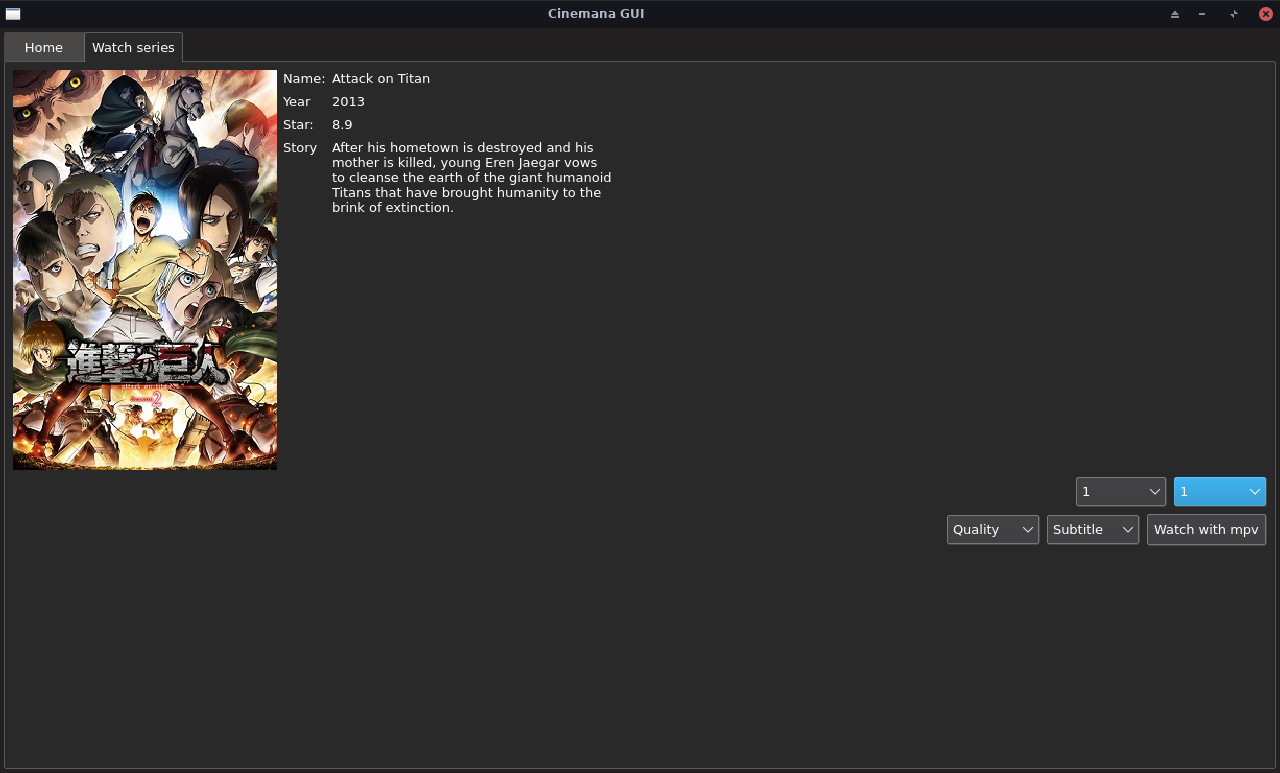 Cinemana GUI
Home
Watch series
Name: Attack on Titan
Year 2013
Star: 8.9
Story After his hometown is destroyed and his
mother is killed, young Eren Jaegar vows
to cleanse the earth of the giant humanoid
Titans that have brought humanity to the
brink of extinction.
進撃の巨人
attack on titan
Season 2
1 1
Quality Subtitle Watch with mpv